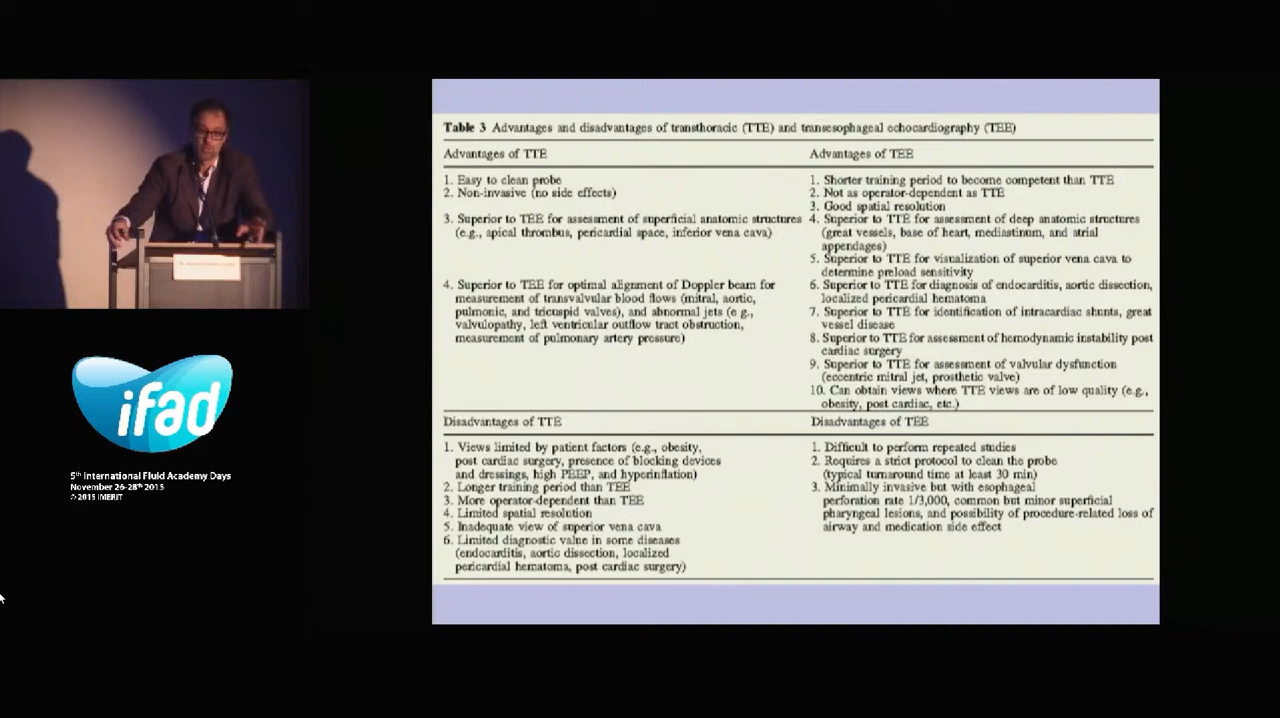 ifad
5th International Fluid Academy Days
November 26-28th 2015
© 2015 iMERiT
Table 3 Advantages and disadvantages of transthoracic (TTE) and transesophageal echocardiography (TEE)
Advantages of TTE
1. Easy to clean probe
2. Non-invasive (no side effects)
3. Superior to TEE for assessment of superficial anatomic structures
(e.g., apical thrombus, pericardial space, inferior vena cava)
4. Superior to TEE for optimal alignment of Doppler beam for
measurement of transvalvular blood flows (mitral, aortic,
pulmonic, and tricuspid valves), and abnormal jets (e g.,
valvulopathy, left ventricular outflow tract obstruction,
measurement of pulmonary artery pressure)
Advantages of TEE
1. Shorter training period to become competent than TTE
2. Not as operator-dependent as TTE
3. Good spatial resolution
4. Superior to TTE for assessment of deep anatomic structures
(great vessels, base of heart, mediastinum, and atrial
appendages)
5. Superior to TTE for visualization of superior vena cava to
determine preload sensitivity
6. Superior to TTE for diagnosis of endocarditis, aortic dissection,
localized pericardial hematoma
7. Superior to TTE for identification of intracardiac shunts, great
vessel disease
8. Superior to TTE for assessment of hemodynamic instability post
cardiac surgery
9. Superior to TTE for assessment of valvular dysfunction
(eccentric mitral jet, prosthetic valve)
10. Can obtain views where TTE views are of low quality (e.g.,
obesity, post cardiac, etc.)
Disadvantages of TTE
1. Views limited by patient factors (e.g., obesity,
post cardiac surgery, presence of blocking devices
and dressings, high PEEP, and hyperinflation)
2. Longer training period than TEE
3. More operator-dependent than TEE
4. Limited spatial resolution
5. Inadequate view of superior vena cava
6. Limited diagnostic value in some diseases
(endocarditis, aortic dissection, localized
pericardial hematoma, post cardiac surgery)
Disadvantages of TEE
1. Difficult to perform repeated studies
2. Requires a strict protocol to clean the probe
(typical turnaround time at least 30 min)
3. Minimally invasive but with esophageal
perforation rate 1/3,000, common but minor superficial
pharyngeal lesions, and possibility of procedure-related loss of
airway and medication side effect